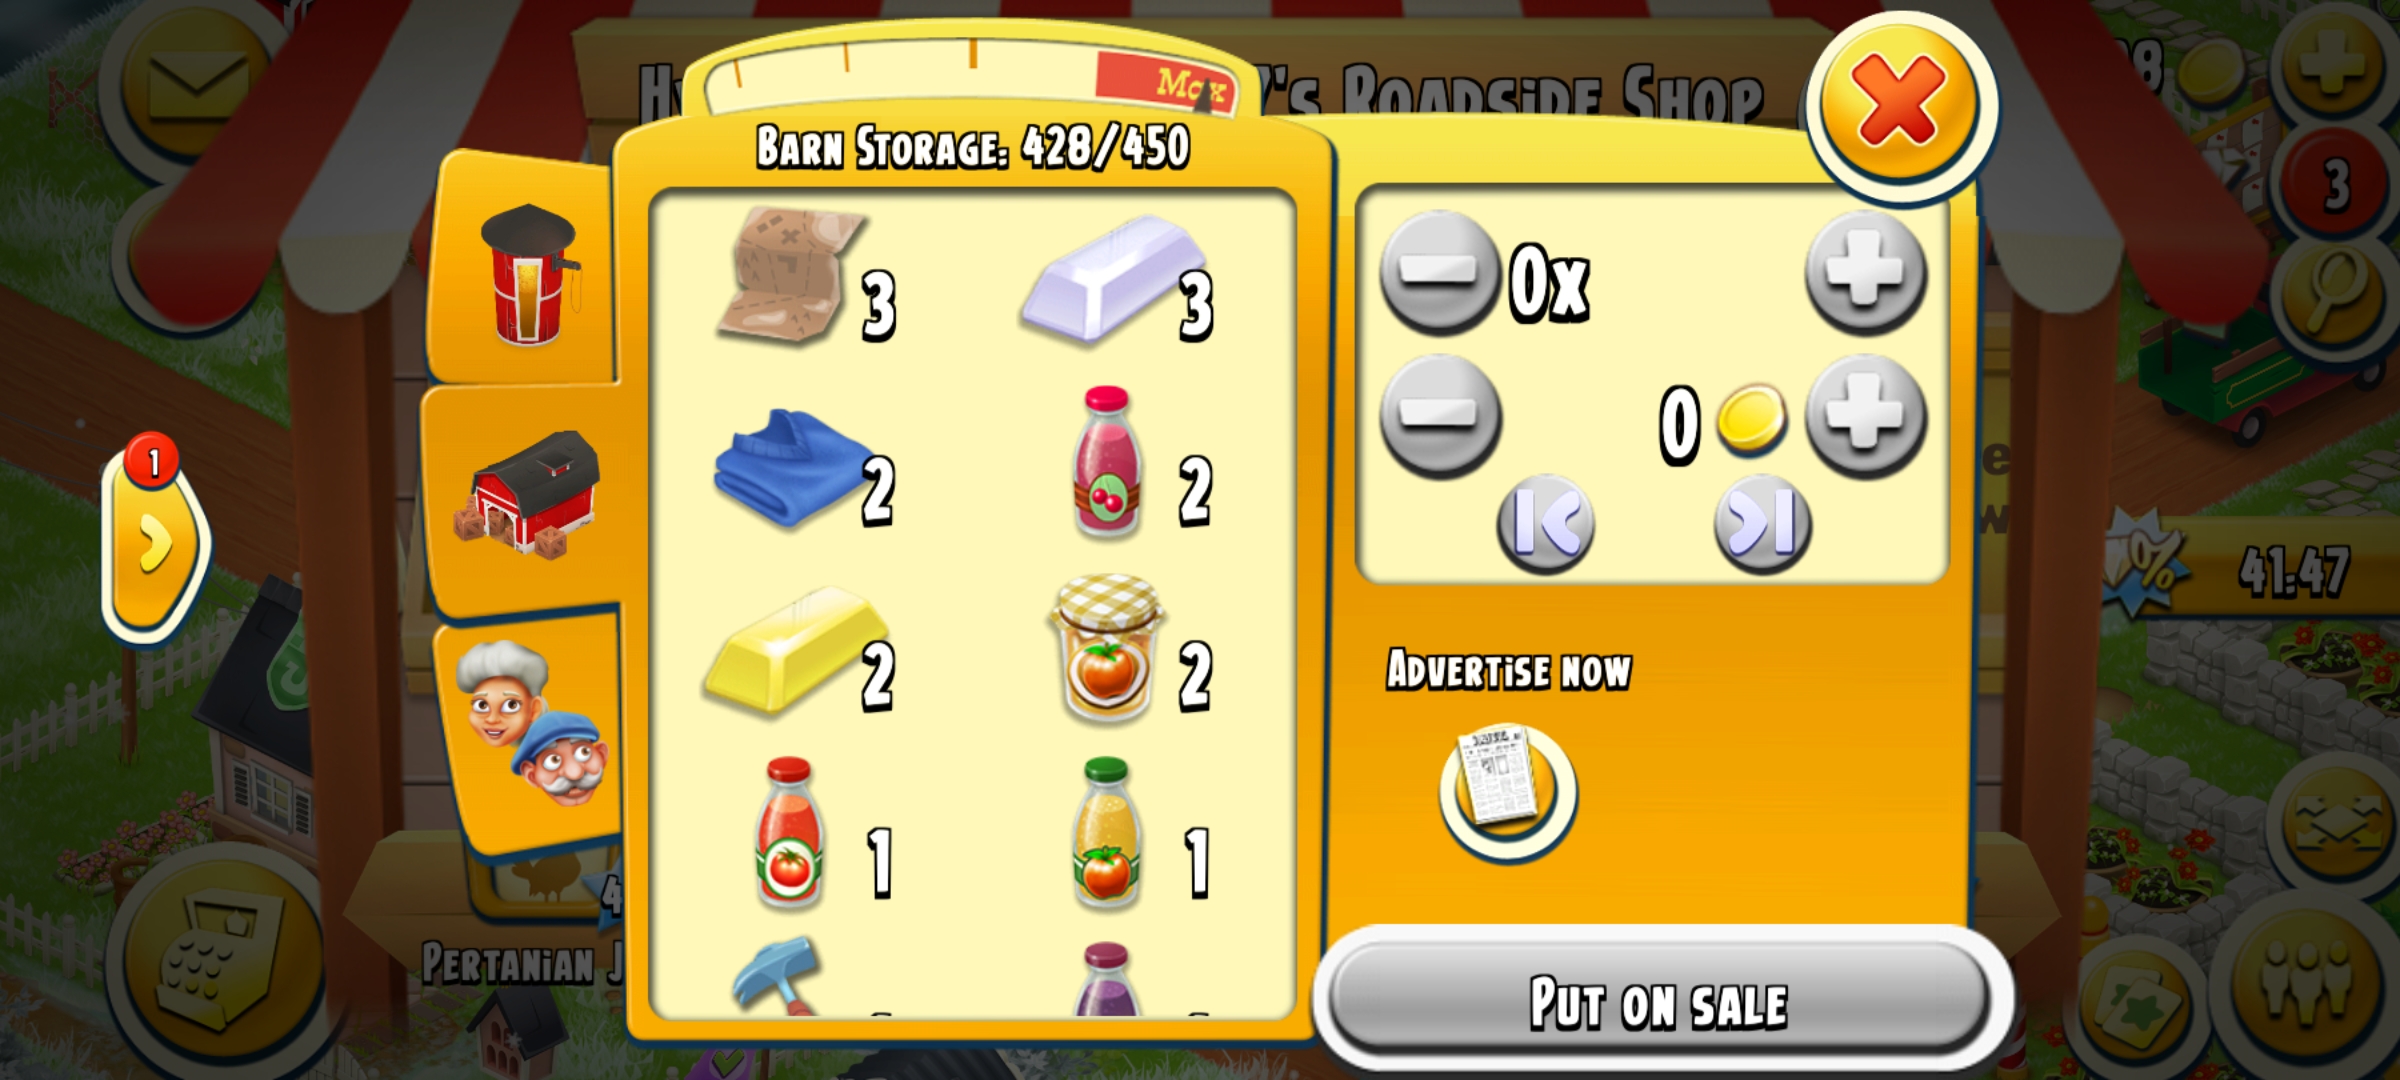 Max
'S ROADSIDE SHOP
BARN STORAGE: 428/450
3
3
3
0x
2
2
0
1
2
2
41:47
ADVERTISE NOW
1
1
PERTANIAN
PUT ON SALE